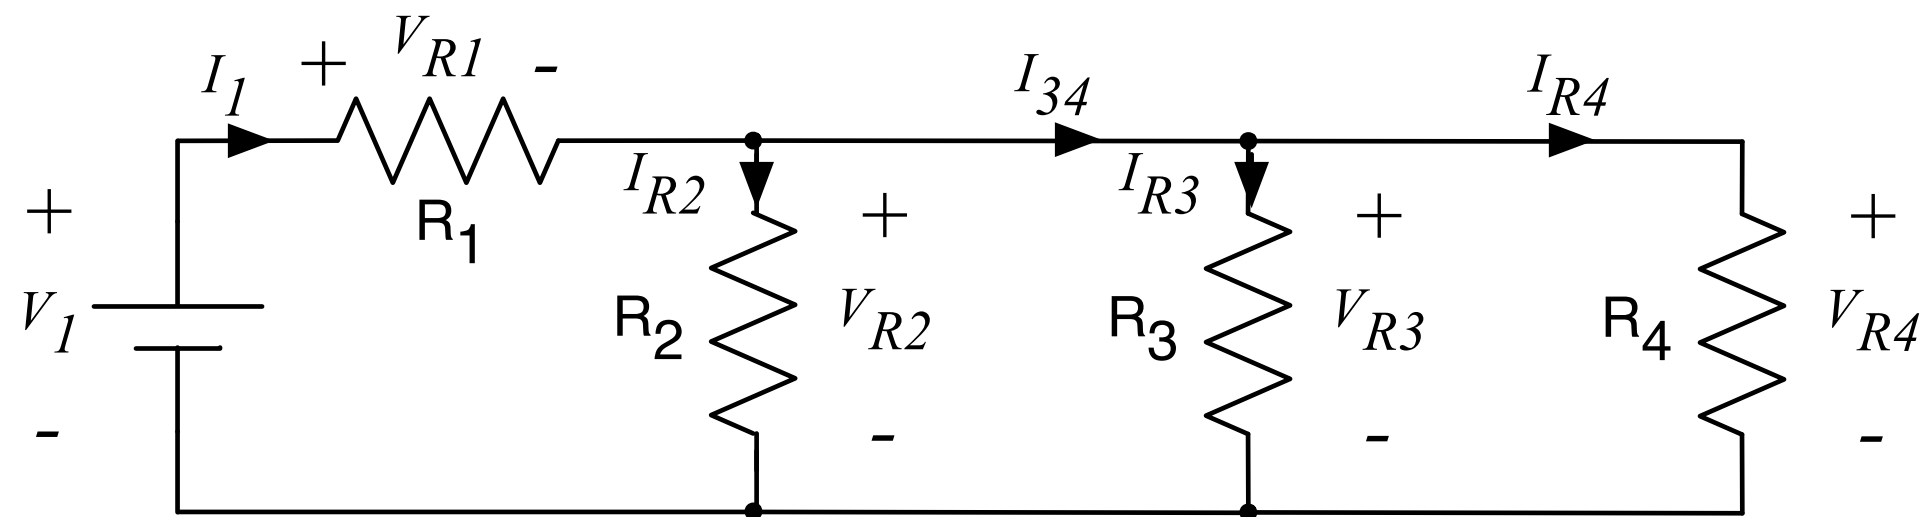 I1 + VR1 - I34 IR4
IR2 IR3
+ R1 + + +
V1 R2 VR2 R3 VR3 R4 VR4
- - - -